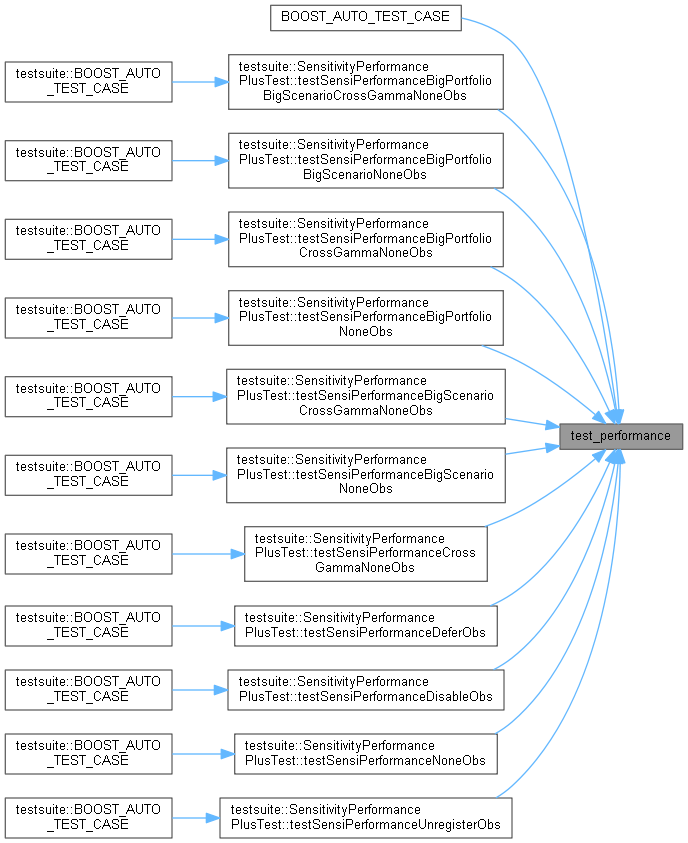 BOOST_AUTO_TEST_CASE
testsuite::BOOST_AUTO
_TEST_CASE
testsuite::SensitivityPerformance
PlusTest::testSensiPerformanceBigPortfolio
BigScenarioCrossGammaNoneObs
testsuite::BOOST_AUTO
_TEST_CASE
testsuite::SensitivityPerformance
PlusTest::testSensiPerformanceBigPortfolio
BigScenarioNoneObs
testsuite::BOOST_AUTO
_TEST_CASE
testsuite::SensitivityPerformance
PlusTest::testSensiPerformanceBigPortfolio
CrossGammaNoneObs
testsuite::BOOST_AUTO
_TEST_CASE
testsuite::SensitivityPerformance
PlusTest::testSensiPerformanceBigPortfolio
NoneObs
testsuite::BOOST_AUTO
_TEST_CASE
testsuite::SensitivityPerformance
PlusTest::testSensiPerformanceBigScenario
CrossGammaNoneObs
test_performance
testsuite::BOOST_AUTO
_TEST_CASE
testsuite::SensitivityPerformance
PlusTest::testSensiPerformanceBigScenario
NoneObs
testsuite::BOOST_AUTO
_TEST_CASE
testsuite::SensitivityPerformance
PlusTest::testSensiPerformanceCross
GammaNoneObs
testsuite::BOOST_AUTO
_TEST_CASE
testsuite::SensitivityPerformance
PlusTest::testSensiPerformanceDeferObs
testsuite::BOOST_AUTO
_TEST_CASE
testsuite::SensitivityPerformance
PlusTest::testSensiPerformanceDisableObs
testsuite::BOOST_AUTO
_TEST_CASE
testsuite::SensitivityPerformance
PlusTest::testSensiPerformanceNoneObs
testsuite::BOOST_AUTO
_TEST_CASE
testsuite::SensitivityPerformance
PlusTest::testSensiPerformanceUnregisterObs